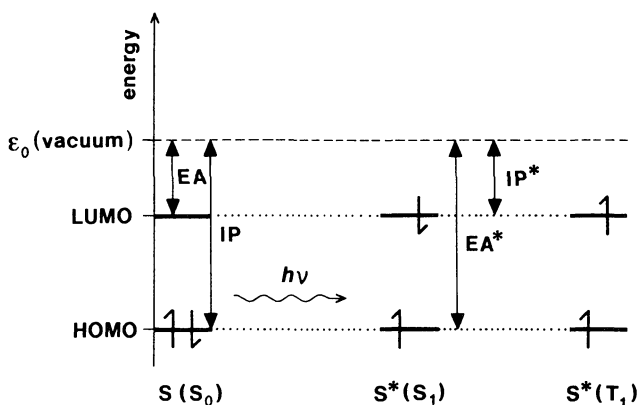 energy
ε₀ (vacuum)
EA
IP*
LUMO
IP
EA*
hν
HOMO
S (S₀)
S* (S₁)
S* (T₁)